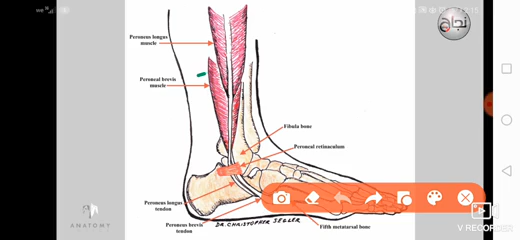 Peroneus longus
muscle
Peroneal brevis
muscle
Fibula bone
Peroneal retinaculum
Peroneus longus
tendon
Peroneus brevis
tendon
DR. CHRISTOPHER SEGLER
Fifth metatarsal bone
نجاح
ANATOMY
V RECORDER